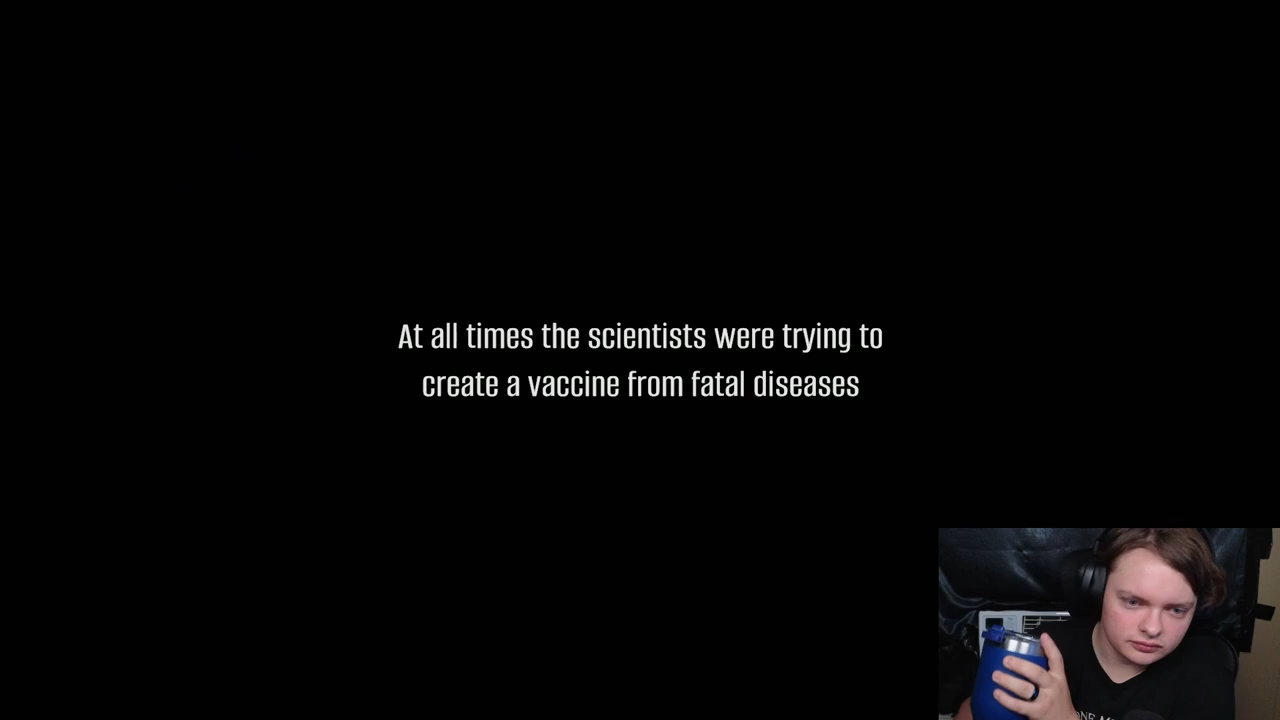 At all times the scientists were trying to
create a vaccine from fatal diseases